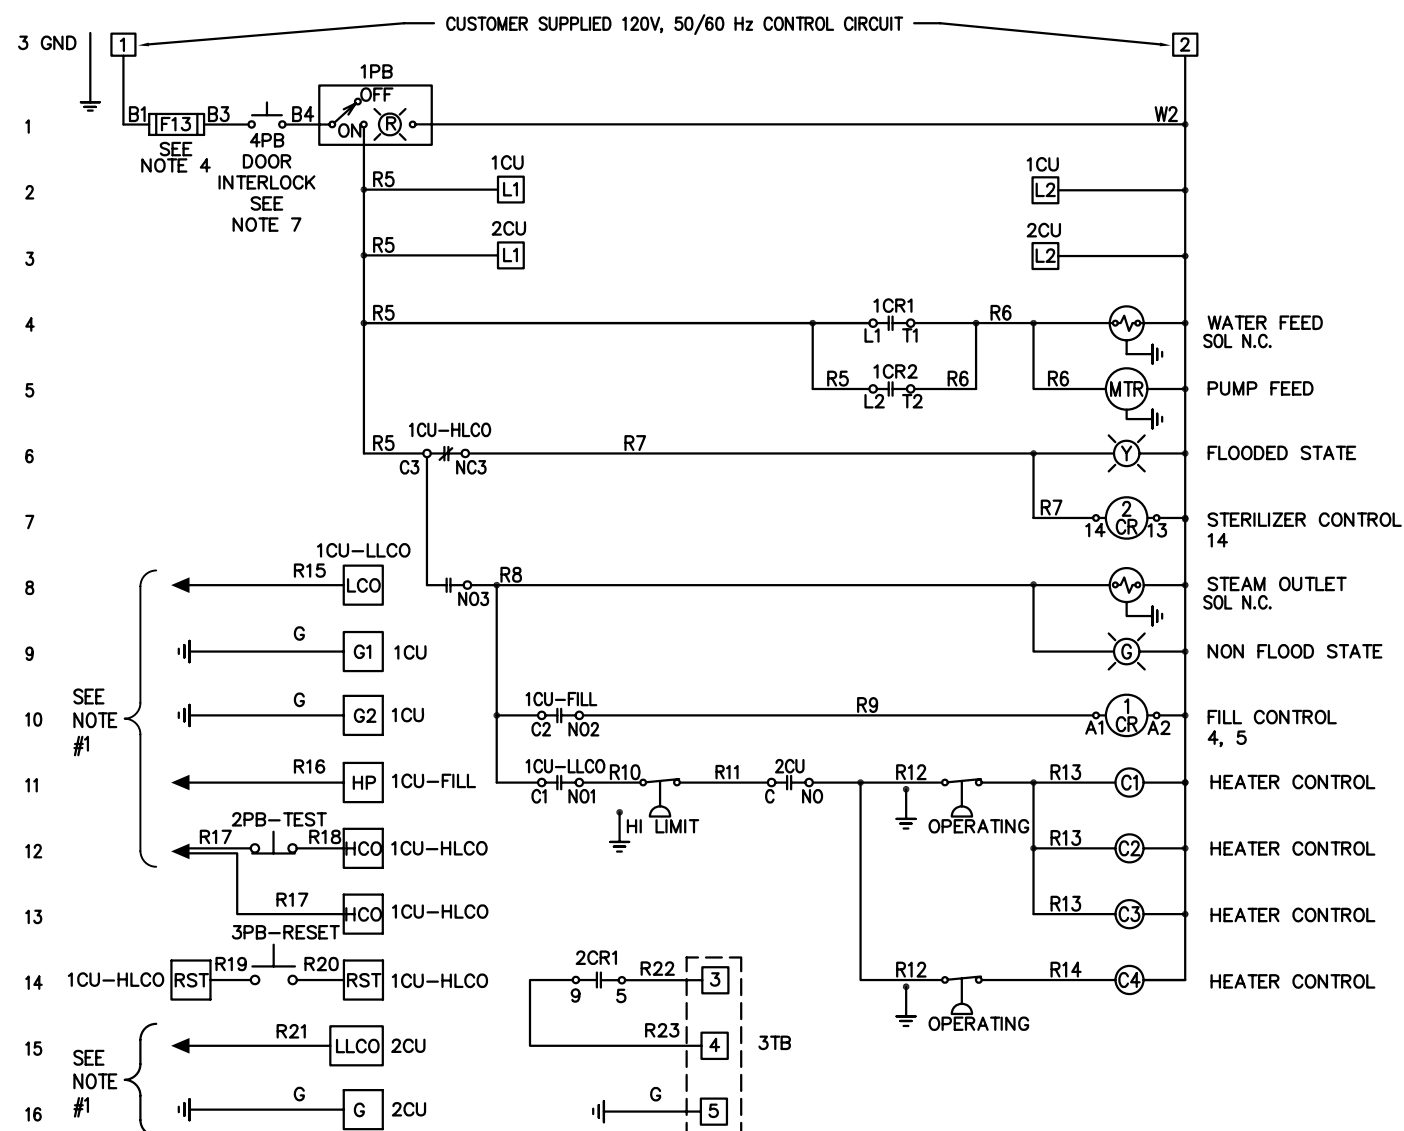 CUSTOMER SUPPLIED 120V, 50/60 Hz CONTROL CIRCUIT
3 GND 1 2
1PB
OFF
1 B1 F13 B3 B4 ON R W2
SEE
NOTE 4
4PB
DOOR
INTERLOCK
SEE
NOTE 7
1CU 1CU
2 R5 L1 L2
2CU 2CU
3 R5 L1 L2
1CR1
4 R5 R6 WATER FEED
L1 T1 SOL N.C.
1CR2
5 R5 R6 R6 MTR PUMP FEED
L2 T2
1CU-HLCO
6 R5 R7 Y FLOODED STATE
C3 NC3
7 R7 2 CR STERILIZER CONTROL
14 13 14
1CU-LLCO
8 R15 LCO R8 STEAM OUTLET
NO3 SOL N.C.
9 G G1 1CU G NON FLOOD STATE
SEE
NOTE
#1
1CU-FILL
10 G G2 1CU R9 1 CR FILL CONTROL
C2 NO2 A1 A2 4, 5
1CU-LLCO 2CU
11 R16 HP 1CU-FILL R10 R11 R12 R13 C1 HEATER CONTROL
C1 NO1 C NO
HI LIMIT OPERATING
2PB-TEST
12 R17 R18 HCO 1CU-HLCO R13 C2 HEATER CONTROL
13 R17 HCO 1CU-HLCO R13 C3 HEATER CONTROL
3PB-RESET
2CR1
14 1CU-HLCO RST R19 R20 RST 1CU-HLCO R22 3 R12 R14 C4 HEATER CONTROL
9 5
OPERATING
15 R21 LLCO 2CU R23 4 3TB
SEE
NOTE
#1
16 G G 2CU G 5